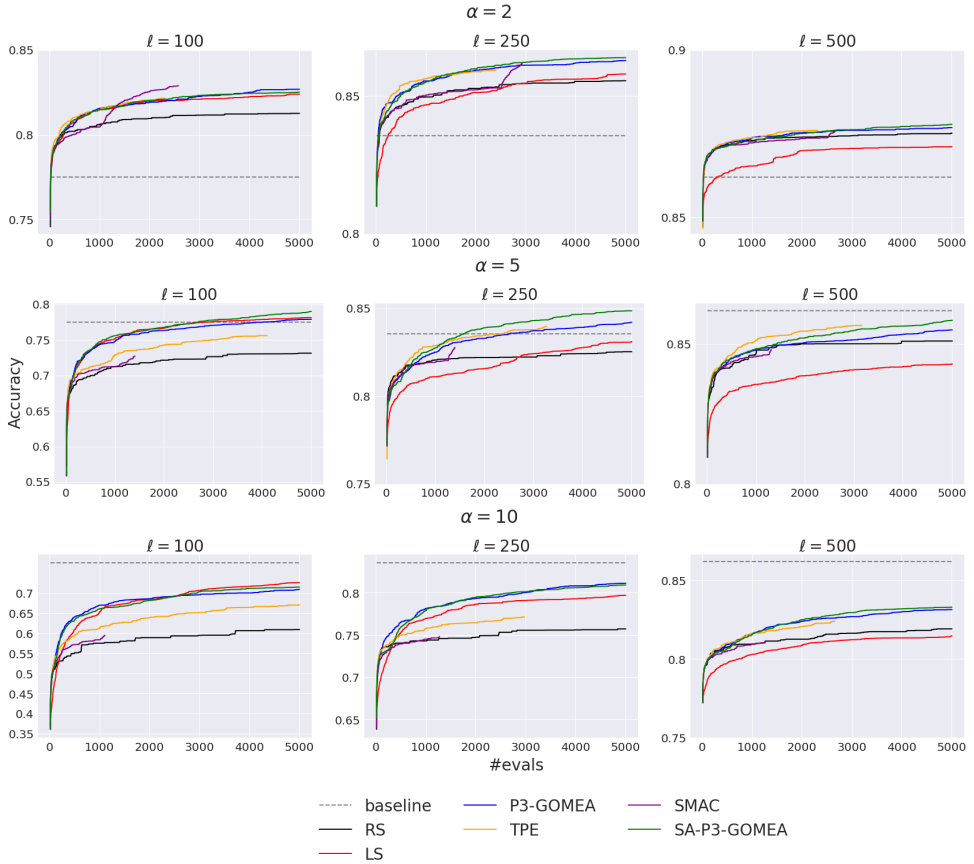 α = 2
ℓ = 100
ℓ = 250
ℓ = 500
0.85
0.8
0.75
0 1000 2000 3000 4000 5000
0.85
0.8
0 1000 2000 3000 4000 5000
0.9
0.85
0 1000 2000 3000 4000 5000
α = 5
ℓ = 100
ℓ = 250
ℓ = 500
Accuracy
0.8
0.75
0.7
0.65
0.6
0.55
0 1000 2000 3000 4000 5000
0.85
0.8
0.75
0 1000 2000 3000 4000 5000
0.85
0.8
0 1000 2000 3000 4000 5000
α = 10
ℓ = 100
ℓ = 250
ℓ = 500
0.7
0.65
0.6
0.55
0.5
0.45
0.4
0.35
0 1000 2000 3000 4000 5000
0.8
0.75
0.7
0.65
0 1000 2000 3000 4000 5000
0.85
0.8
0.75
0 1000 2000 3000 4000 5000
#evals
baseline
RS
LS
P3-GOMEA
TPE
SMAC
SA-P3-GOMEA